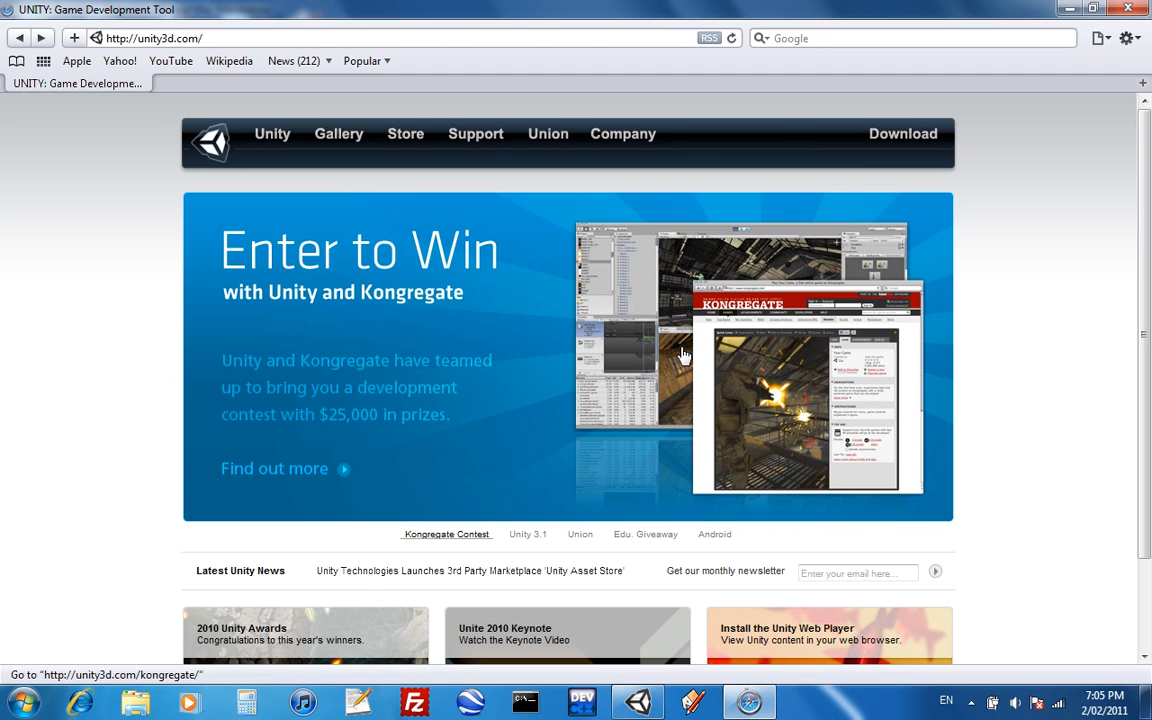 UNITY: Game Development Tool
http://unity3d.com/
RSS
Google
Apple
Yahoo!
YouTube
Wikipedia
News (212)
Popular
UNITY: Game Developme...
Unity
Gallery
Store
Support
Union
Company
Download
Enter to Win
with Unity and Kongregate
Unity and Kongregate have teamed
up to bring you a development
contest with $25,000 in prizes.
Find out more
KONGREGATE
Kongregate Contest
Unity 3.1
Union
Edu. Giveaway
Android
Latest Unity News
Unity Technologies Launches 3rd Party Marketplace 'Unity Asset Store'
Get our monthly newsletter
Enter your email here...
2010 Unity Awards
Congratulations to this year's winners.
Unite 2010 Keynote
Watch the Keynote Video
Install the Unity Web Player
View Unity content in your web browser.
Go to "http://unity3d.com/kongregate/"
DEV
C++
EN
7:05 PM
2/02/2011